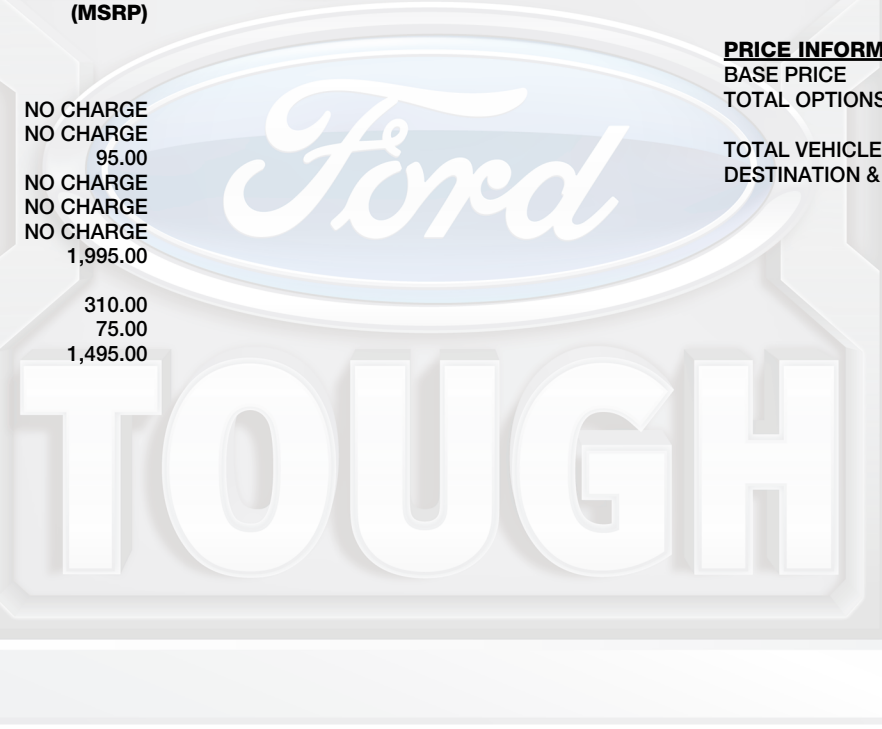 (MSRP)
NO CHARGE
NO CHARGE
95.00
NO CHARGE
NO CHARGE
NO CHARGE
1,995.00
310.00
75.00
1,495.00
PRICE INFORM
BASE PRICE
TOTAL OPTIONS
TOTAL VEHICLE
DESTINATION &
Ford
TOUGH